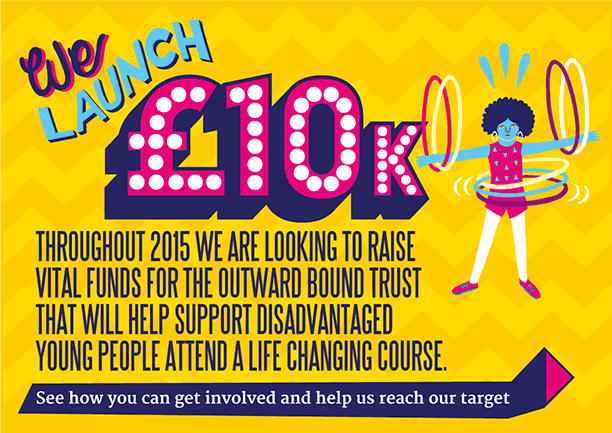 We
LAUNCH
£10K
THROUGHOUT 2015 WE ARE LOOKING TO RAISE
VITAL FUNDS FOR THE OUTWARD BOUND TRUST
THAT WILL HELP SUPPORT DISADVANTAGED
YOUNG PEOPLE ATTEND A LIFE CHANGING COURSE.
See how you can get involved and help us reach our target